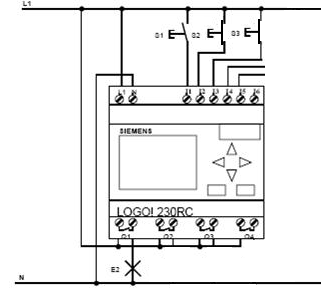 L1
S1 S2 S3
L1 N I1 I2 I3 I4 I5 I6
SIEMENS
LOGO! 230RC
Q1 Q2 Q3 Q4
E2
N